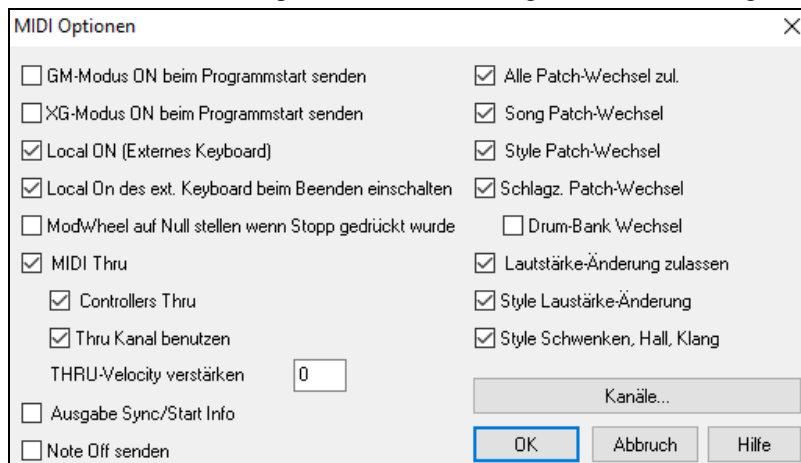 MIDI Optionen
GM-Modus ON beim Programmstart senden
XG-Modus ON beim Programmstart senden
Local ON (Externes Keyboard)
Local On des ext. Keyboard beim Beenden einschalten
ModWheel auf Null stellen wenn Stopp gedrückt wurde
MIDI Thru
Controllers Thru
Thru Kanal benutzen
THRU-Velocity verstärken 0
Ausgabe Sync/Start Info
Note Off senden
Alle Patch-Wechsel zul.
Song Patch-Wechsel
Style Patch-Wechsel
Schlagz. Patch-Wechsel
Drum-Bank Wechsel
Lautstärke-Änderung zulassen
Style Laustärke-Änderung
Style Schwenken, Hall, Klang
Kanäle...
OK Abbruch Hilfe